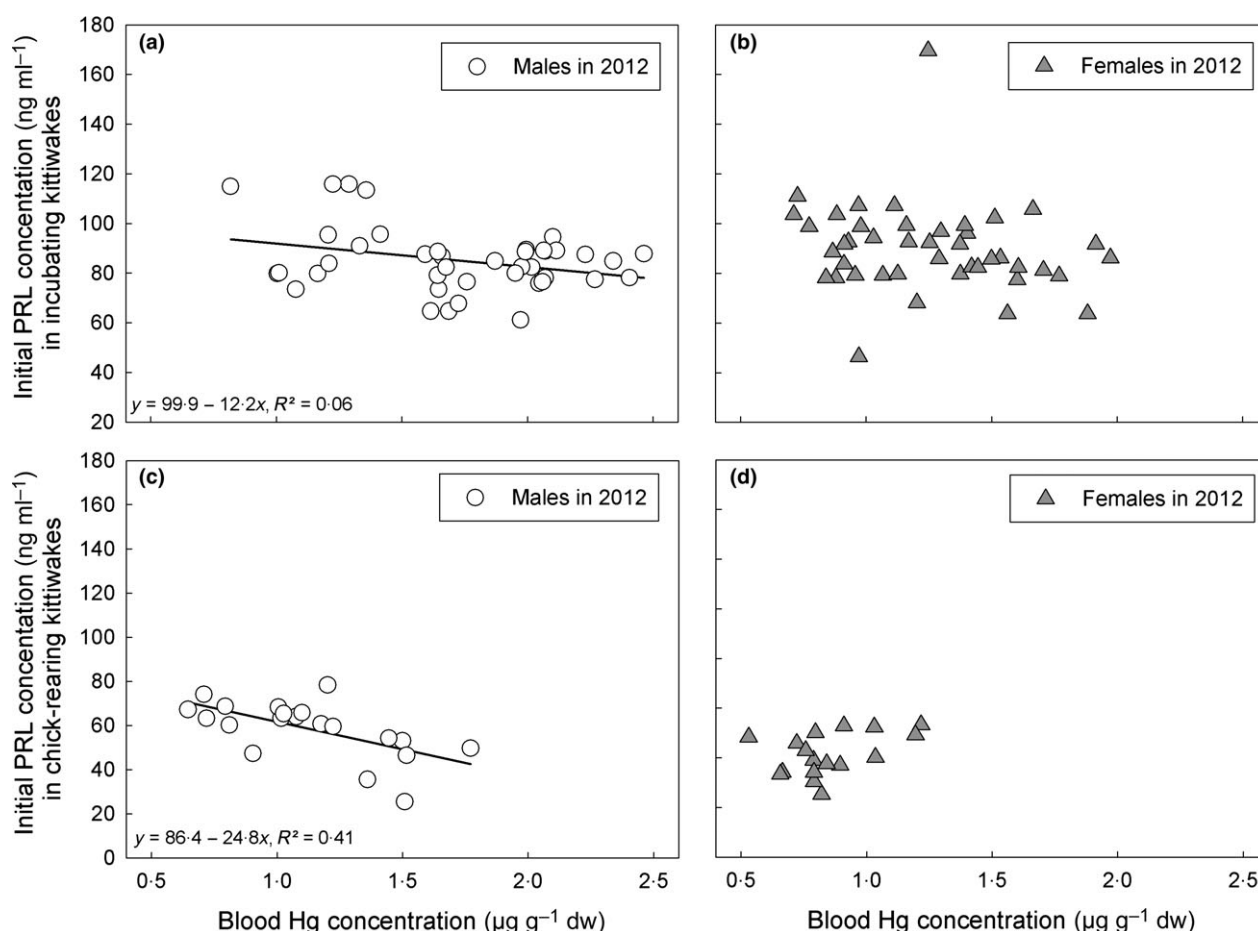 Initial PRL concentration (ng ml⁻¹)
in incubating kittiwakes
180
160
140
120
100
80
60
40
20
(a)
Males in 2012
y = 99·9 – 12·2x, R² = 0·06
(b)
Females in 2012
Initial PRL concentration (ng ml⁻¹)
in chick-rearing kittiwakes
180
160
140
120
100
80
60
40
20
0
(c)
Males in 2012
y = 86·4 – 24·8x, R² = 0·41
0·5 1·0 1·5 2·0 2·5
Blood Hg concentration (µg g⁻¹ dw)
(d)
Females in 2012
0·5 1·0 1·5 2·0 2·5
Blood Hg concentration (µg g⁻¹ dw)